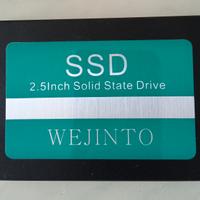 SSD
2.5Inch Solid State Drive
WEJINTO